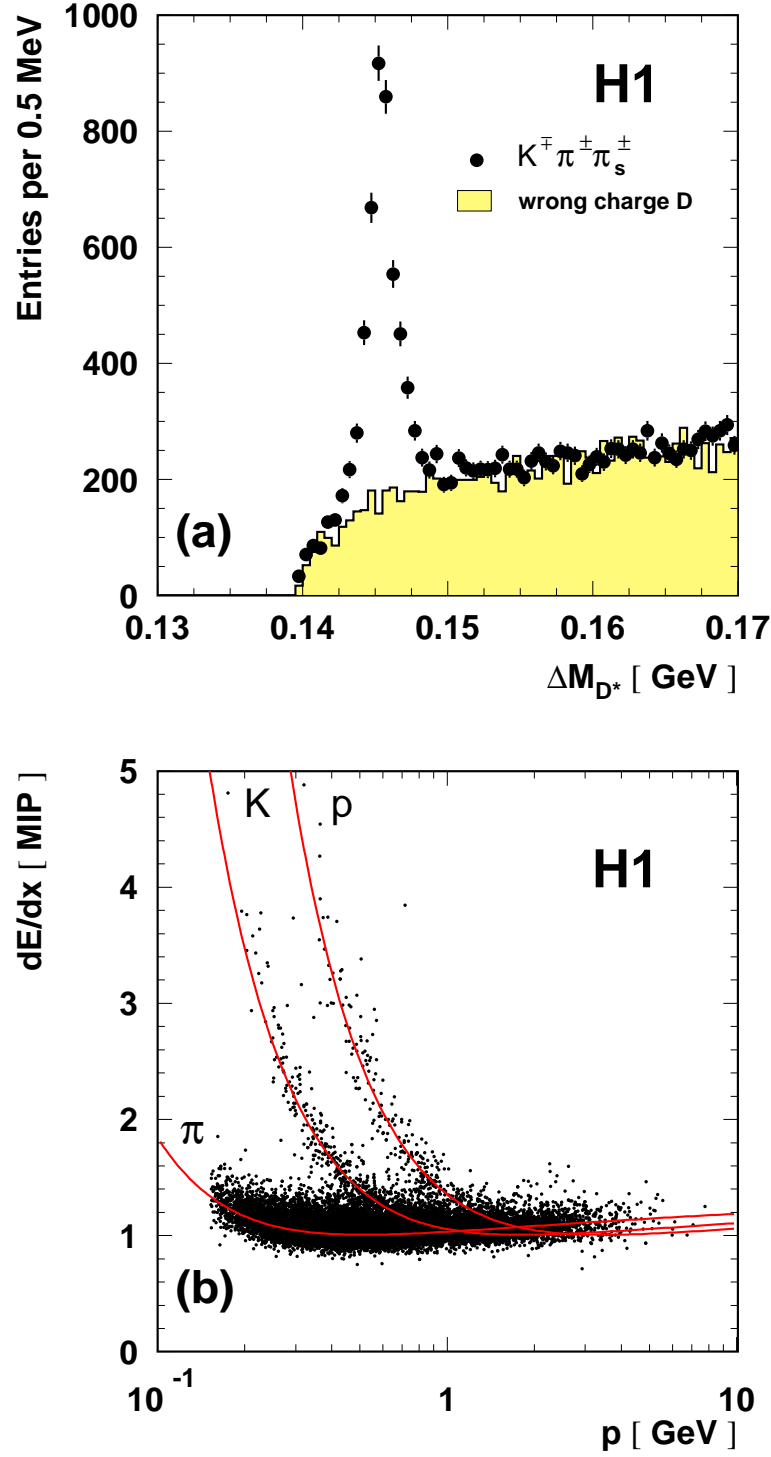 Entries per 0.5 MeV
1000
800
600
400
200
0
H1
K∓π±πs±
wrong charge D
(a)
0.13 0.14 0.15 0.16 0.17
ΔM_D* [ GeV ]
dE/dx [ MIP ]
5
4
3
2
1
0
K p
H1
π
(b)
10⁻¹ 1 10
p [ GeV ]